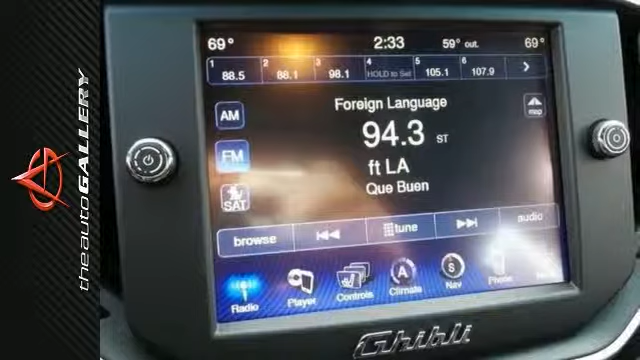 theautoGALLERY
69° 2:33 59° out. 69°
1 88.5 2 88.1 3 98.1 4 HOLD to Set 5 105.1 6 107.9
AM
Foreign Language
map
94.3 ST
FM
ft LA
Que Buen
SAT
browse tune audio
Radio Player Controls Climate Nav Phone
A S
Ghibli